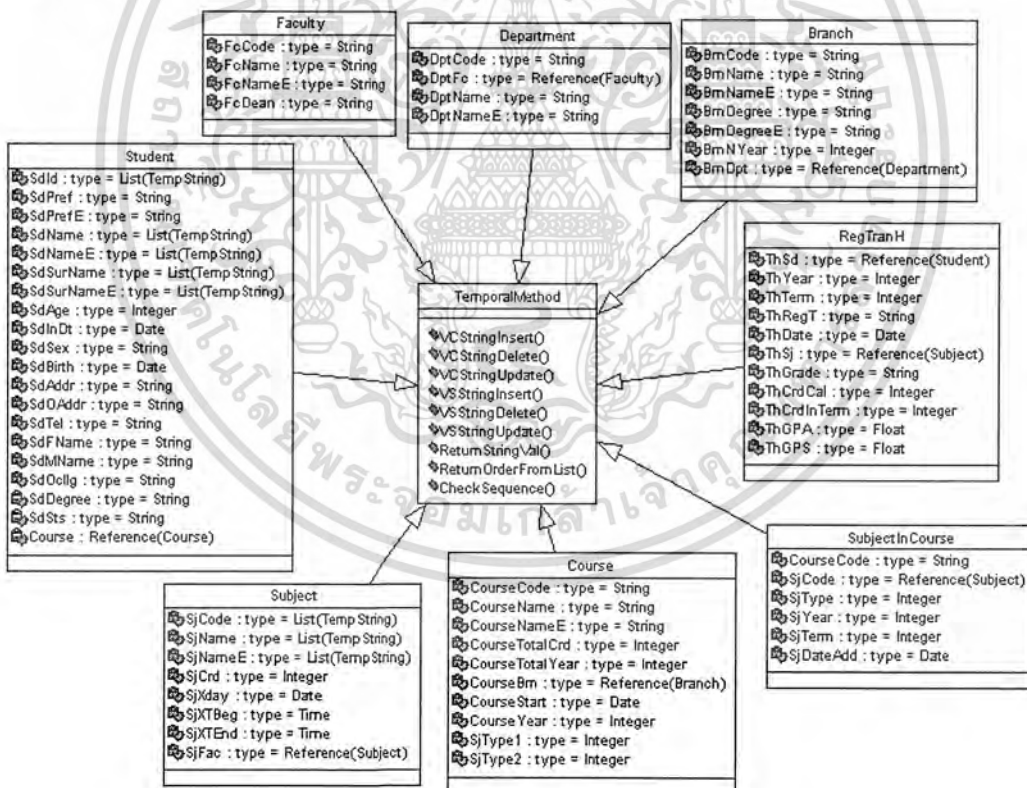 Faculty
FcCode : type = String
FcName : type = String
FcNameE : type = String
FcDean : type = String
Department
DptCode : type = String
DptFc : type = Reference(Faculty)
DptName : type = String
DptNameE : type = String
Branch
BrnCode : type = String
BrnName : type = String
BrnNameE : type = String
BrnDegree : type = String
BrnDegreeE : type = String
BrnNYear : type = Integer
BrnDpt : type = Reference(Department)
Student
SdId : type = List(TempString)
SdPref : type = String
SdPrefE : type = String
SdName : type = List(TempString)
SdNameE : type = List(TempString)
SdSurName : type = List(TempString)
SdSurNameE : type = List(TempString)
SdAge : type = Integer
SdInDt : type = Date
SdSex : type = String
SdBirth : type = Date
SdAddr : type = String
SdOAddr : type = String
SdTel : type = String
SdFName : type = String
SdMName : type = String
SdOcllg : type = String
SdDegree : type = String
SdSts : type = String
Course : Reference(Course)
TemporalMethod
VCStringInsert()
VCStringDelete()
VCStringUpdate()
VSStringInsert()
VSStringDelete()
VSStringUpdate()
ReturnStringVal()
ReturnOrderFromList()
CheckSequence()
RegTranH
ThSd : type = Reference(Student)
ThYear : type = Integer
ThTerm : type = Integer
ThRegT : type = String
ThDate : type = Date
ThSj : type = Reference(Subject)
ThGrade : type = String
ThCrdCal : type = Integer
ThCrdInTerm : type = Integer
ThGPA : type = Float
ThGPS : type = Float
Subject
SjCode : type = List(TempString)
SjName : type = List(TempString)
SjNameE : type = List(TempString)
SjCrd : type = Integer
SjXday : type = Date
SjXTBeg : type = Time
SjXTEnd : type = Time
SjFac : type = Reference(Subject)
Course
CourseCode : type = String
CourseName : type = String
CourseNameE : type = String
CourseTotalCrd : type = Integer
CourseTotalYear : type = Integer
CourseBrn : type = Reference(Branch)
CourseStart : type = Date
CourseYear : type = Integer
SjType1 : type = Integer
SjType2 : type = Integer
SubjectInCourse
CourseCode : type = String
SjCode : type = Reference(Subject)
SjType : type = Integer
SjYear : type = Integer
SjTerm : type = Integer
SjDateAdd : type = Date